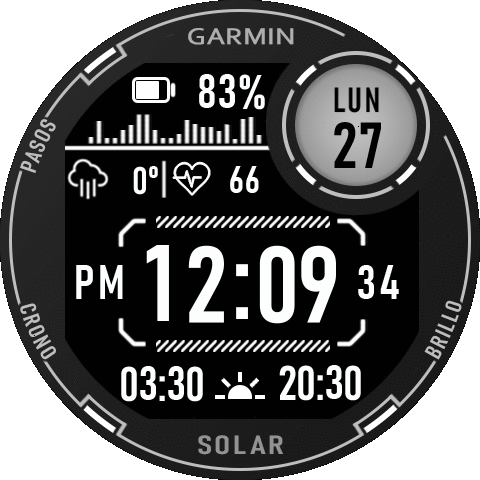 GARMIN
83%
LUN
27
PASOS
0° 66
PM 12:09 34
CRONO
BRILLO
03:30 20:30
SOLAR